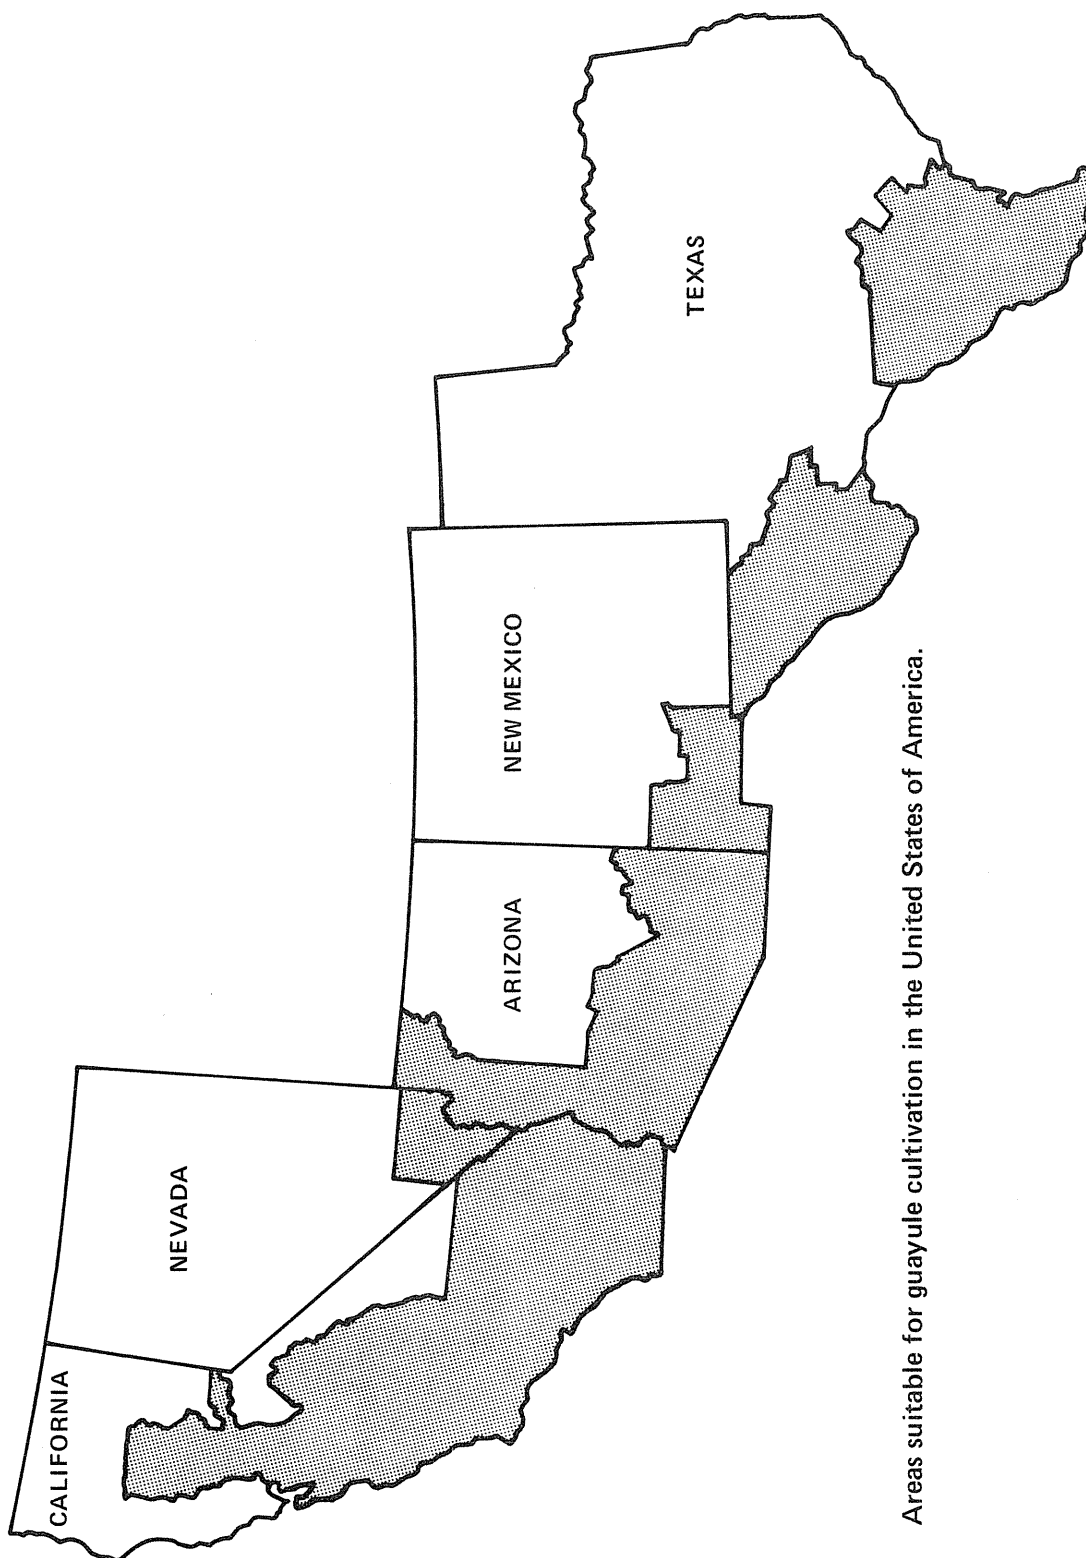 CALIFORNIA
NEVADA
ARIZONA
NEW MEXICO
TEXAS
Areas suitable for guayule cultivation in the United States of America.